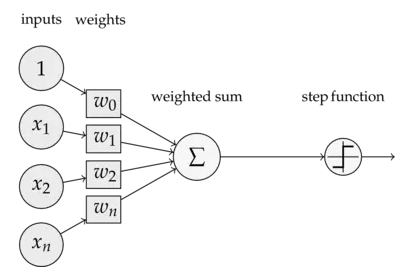 inputs weights
1
w₀
weighted sum
step function
x₁
w₁
Σ
x₂
w₂
xₙ
wₙ